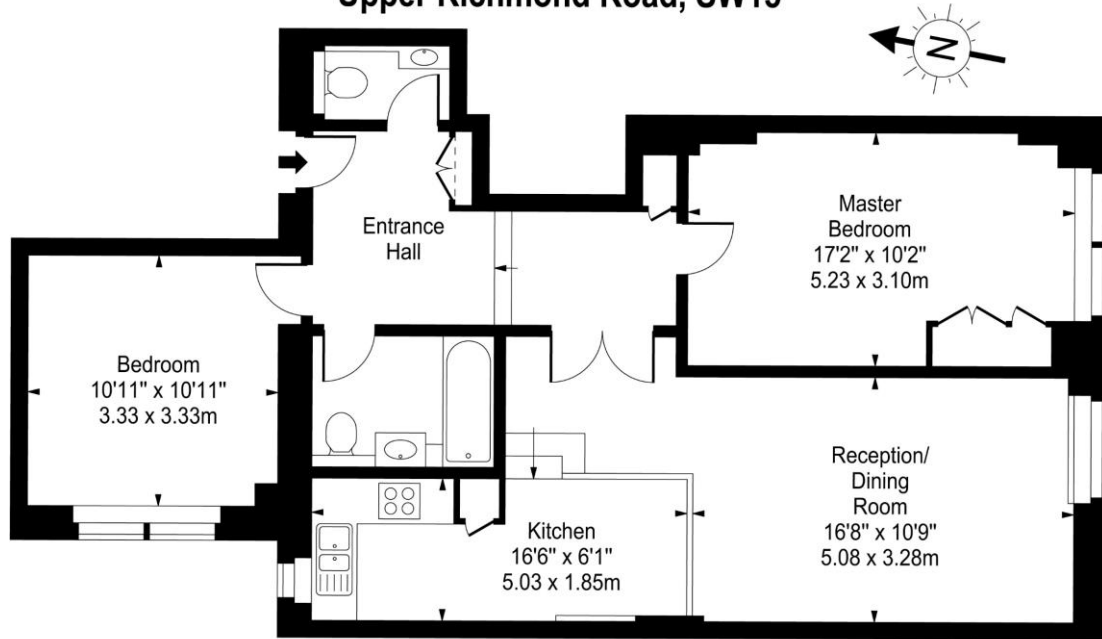 Upper Richmond Road, SW15
N
Entrance
Hall
Master
Bedroom
17'2" x 10'2"
5.23 x 3.10m
Bedroom
10'11" x 10'11"
3.33 x 3.33m
Reception/
Dining
Room
16'8" x 10'9"
5.08 x 3.28m
Kitchen
16'6" x 6'1"
5.03 x 1.85m